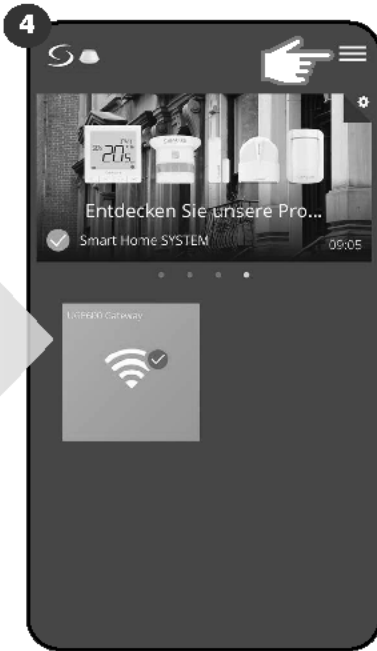 4
Entdecken Sie unsere Pro...
Smart Home SYSTEM
09:05
UGE600 Gateway